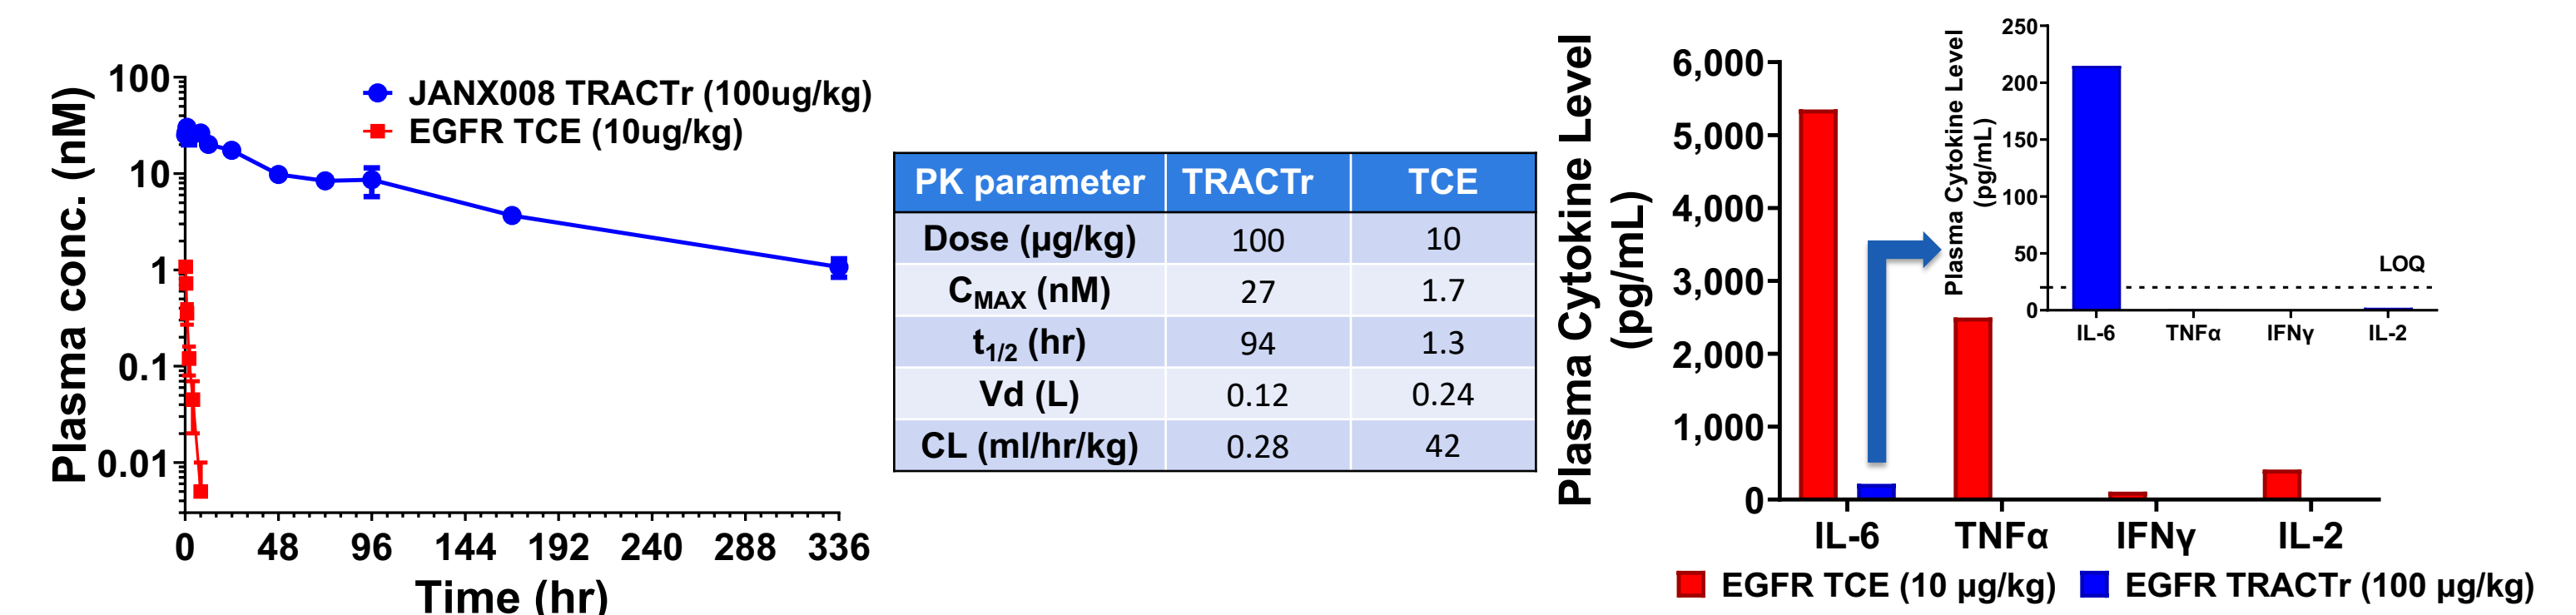 Plasma conc. (nM)
100
10
1
0.1
0.01
JANX008 TRACTr (100ug/kg)
EGFR TCE (10ug/kg)
0 48 96 144 192 240 288 336
Time (hr)
PK parameter TRACTr TCE
Dose (µg/kg) 100 10
CMAX (nM) 27 1.7
t1/2 (hr) 94 1.3
Vd (L) 0.12 0.24
CL (ml/hr/kg) 0.28 42
Plasma Cytokine Level
(pg/mL)
6,000
5,000
4,000
3,000
2,000
1,000
0
IL-6 TNFα IFNγ IL-2
Plasma Cytokine Level
(pg/mL)
250
200
150
100
50
0
LOQ
IL-6 TNFα IFNγ IL-2
EGFR TCE (10 µg/kg) EGFR TRACTr (100 µg/kg)